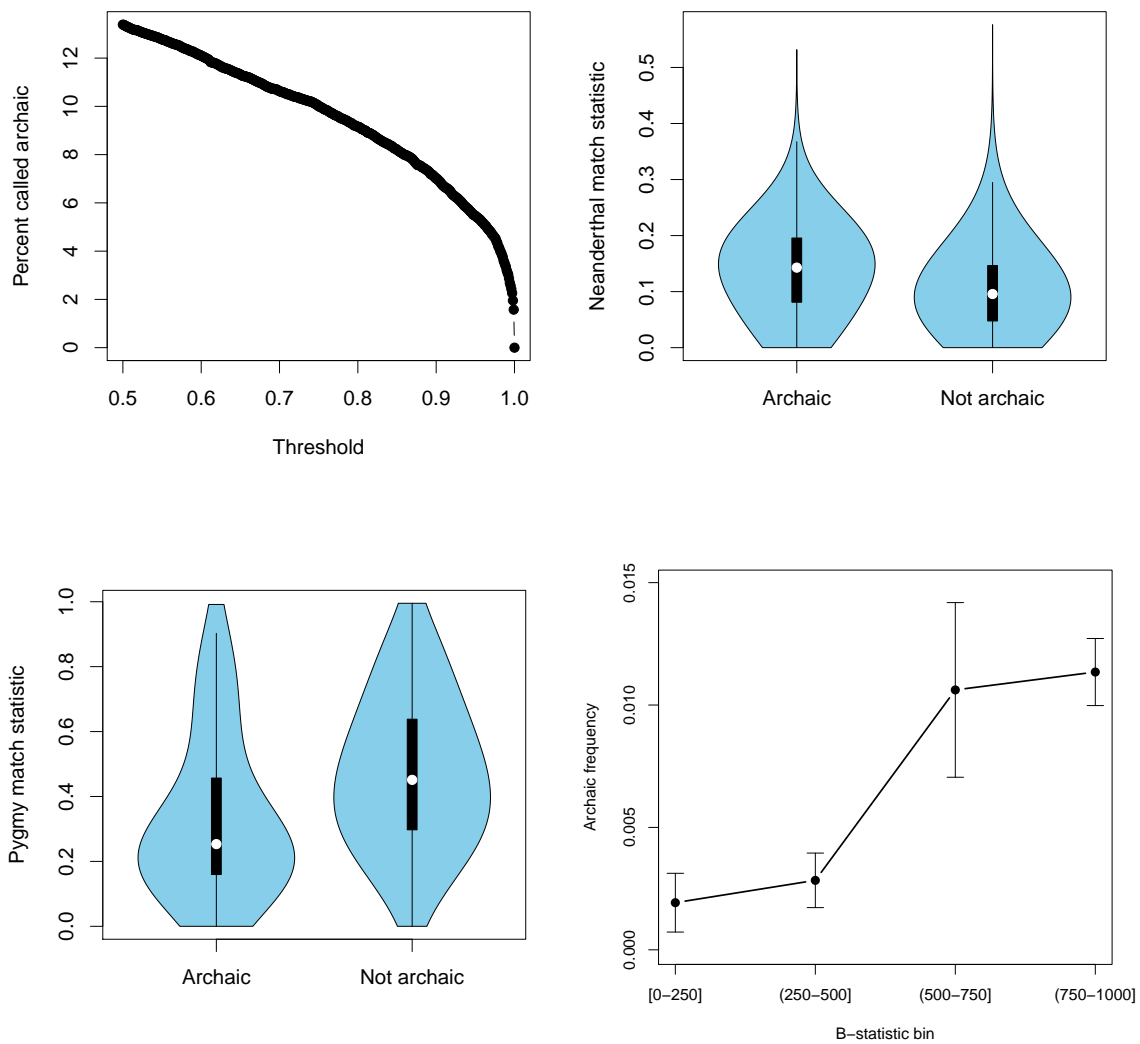 Percent called archaic
12
10
8
6
4
2
0
0.5 0.6 0.7 0.8 0.9 1.0
Threshold
Neanderthal match statistic
0.5
0.4
0.3
0.2
0.1
0.0
Archaic Not archaic
Pygmy match statistic
1.0
0.8
0.6
0.4
0.2
0.0
Archaic Not archaic
Archaic frequency
0.015
0.010
0.005
0.000
[0−250] (250−500] (500−750] (750−1000]
B−statistic bin